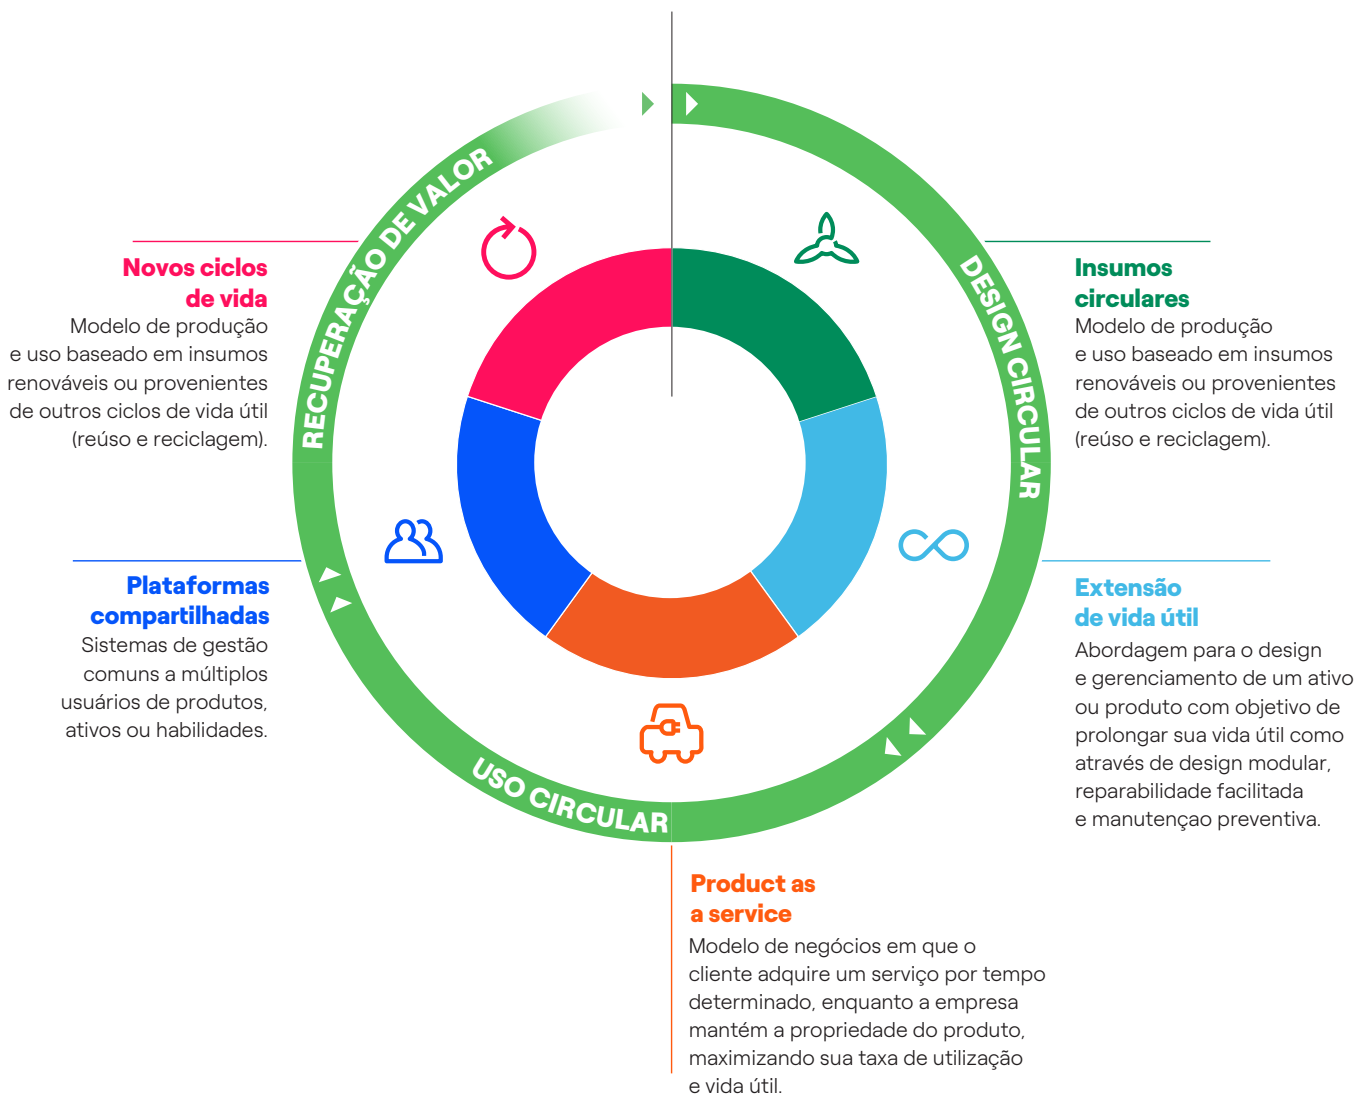 RECUPERAÇÃO DE VALOR
DESIGN CIRCULAR
USO CIRCULAR
Novos ciclos
de vida
Modelo de produção
e uso baseado em insumos
renováveis ou provenientes
de outros ciclos de vida útil
(reúso e reciclagem).
Insumos
circulares
Modelo de produção
e uso baseado em insumos
renováveis ou provenientes
de outros ciclos de vida útil
(reúso e reciclagem).
Plataformas
compartilhadas
Sistemas de gestão
comuns a múltiplos
usuários de produtos,
ativos ou habilidades.
Extensão
de vida útil
Abordagem para o design
e gerenciamento de um ativo
ou produto com objetivo de
prolongar sua vida útil como
através de design modular,
reparabilidade facilitada
e manutençao preventiva.
Product as
a service
Modelo de negócios em que o
cliente adquire um serviço por tempo
determinado, enquanto a empresa
mantém a propriedade do produto,
maximizando sua taxa de utilização
e vida útil.